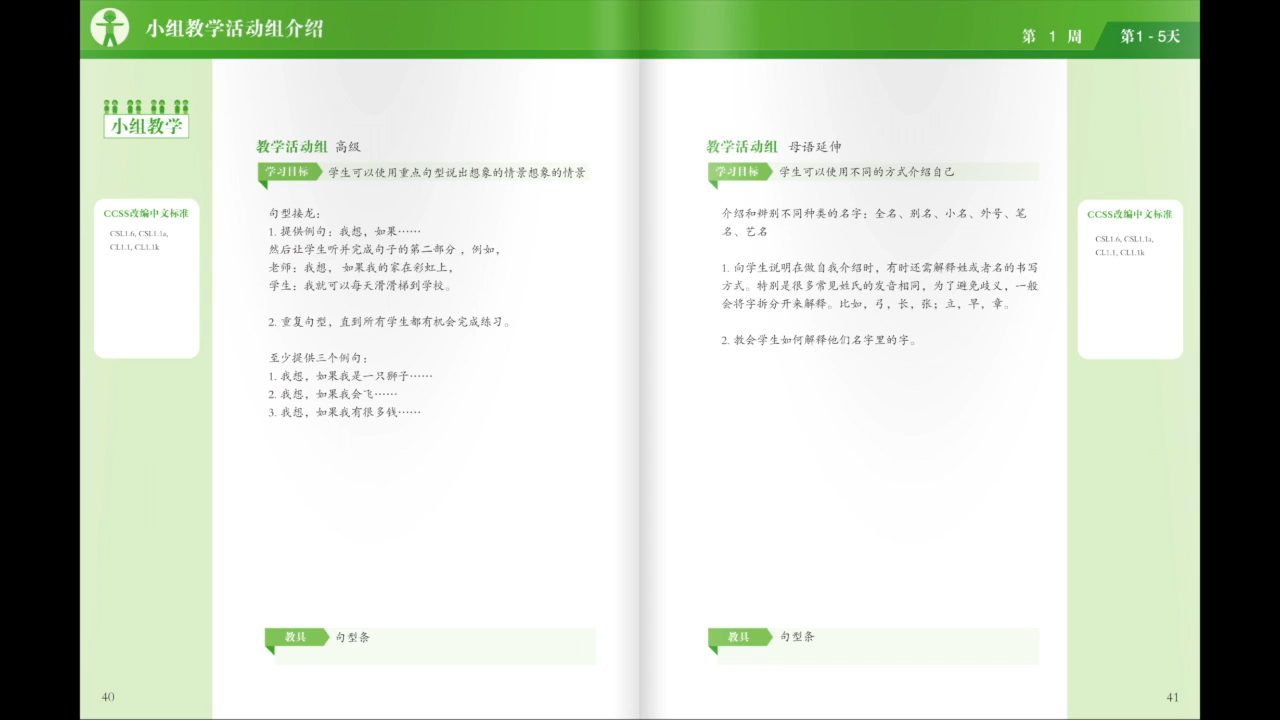 小组教学活动组介绍
第 1 周
第1 - 5天
小组教学
CCSS改编中文标准
CSL1.6, CSL1.1a,
CL1.1, CL1.1k
教学活动组 高级
学习目标 学生可以使用重点句型说出想象的情景想象的情景
句型接龙：
1. 提供例句：我想，如果……
然后让学生听并完成句子的第二部分 ，例如，
老师：我想， 如果我的家在彩虹上，
学生：我就可以每天滑滑梯到学校。
2. 重复句型，直到所有学生都有机会完成练习。
至少提供三个例句：
1. 我想，如果我是一只狮子……
2. 我想，如果我会飞……
3. 我想，如果我有很多钱……
教具 句型条
40
教学活动组 母语延伸
学习目标 学生可以使用不同的方式介绍自己
介绍和辨别不同种类的名字：全名、别名、小名、外号、笔
名、艺名
1. 向学生说明在做自我介绍时，有时还需解释姓或者名的书写
方式。特别是很多常见姓氏的发音相同，为了避免歧义，一般
会将字拆分开来解释。比如，弓，长，张；立，早，章。
2. 教会学生如何解释他们名字里的字。
教具 句型条
CCSS改编中文标准
CSL1.6, CSL1.1a,
CL1.1, CL1.1k
41